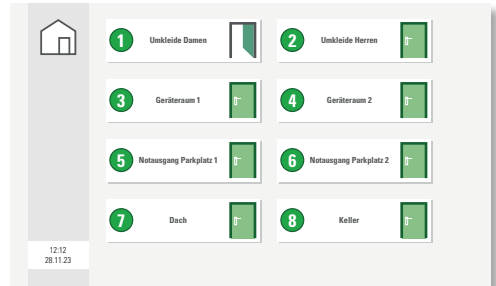 1 Umkleide Damen
2 Umkleide Herren
3 Geräteraum 1
4 Geräteraum 2
5 Notausgang Parkplatz 1
6 Notausgang Parkplatz 2
7 Dach
8 Keller
12:12
28.11.23